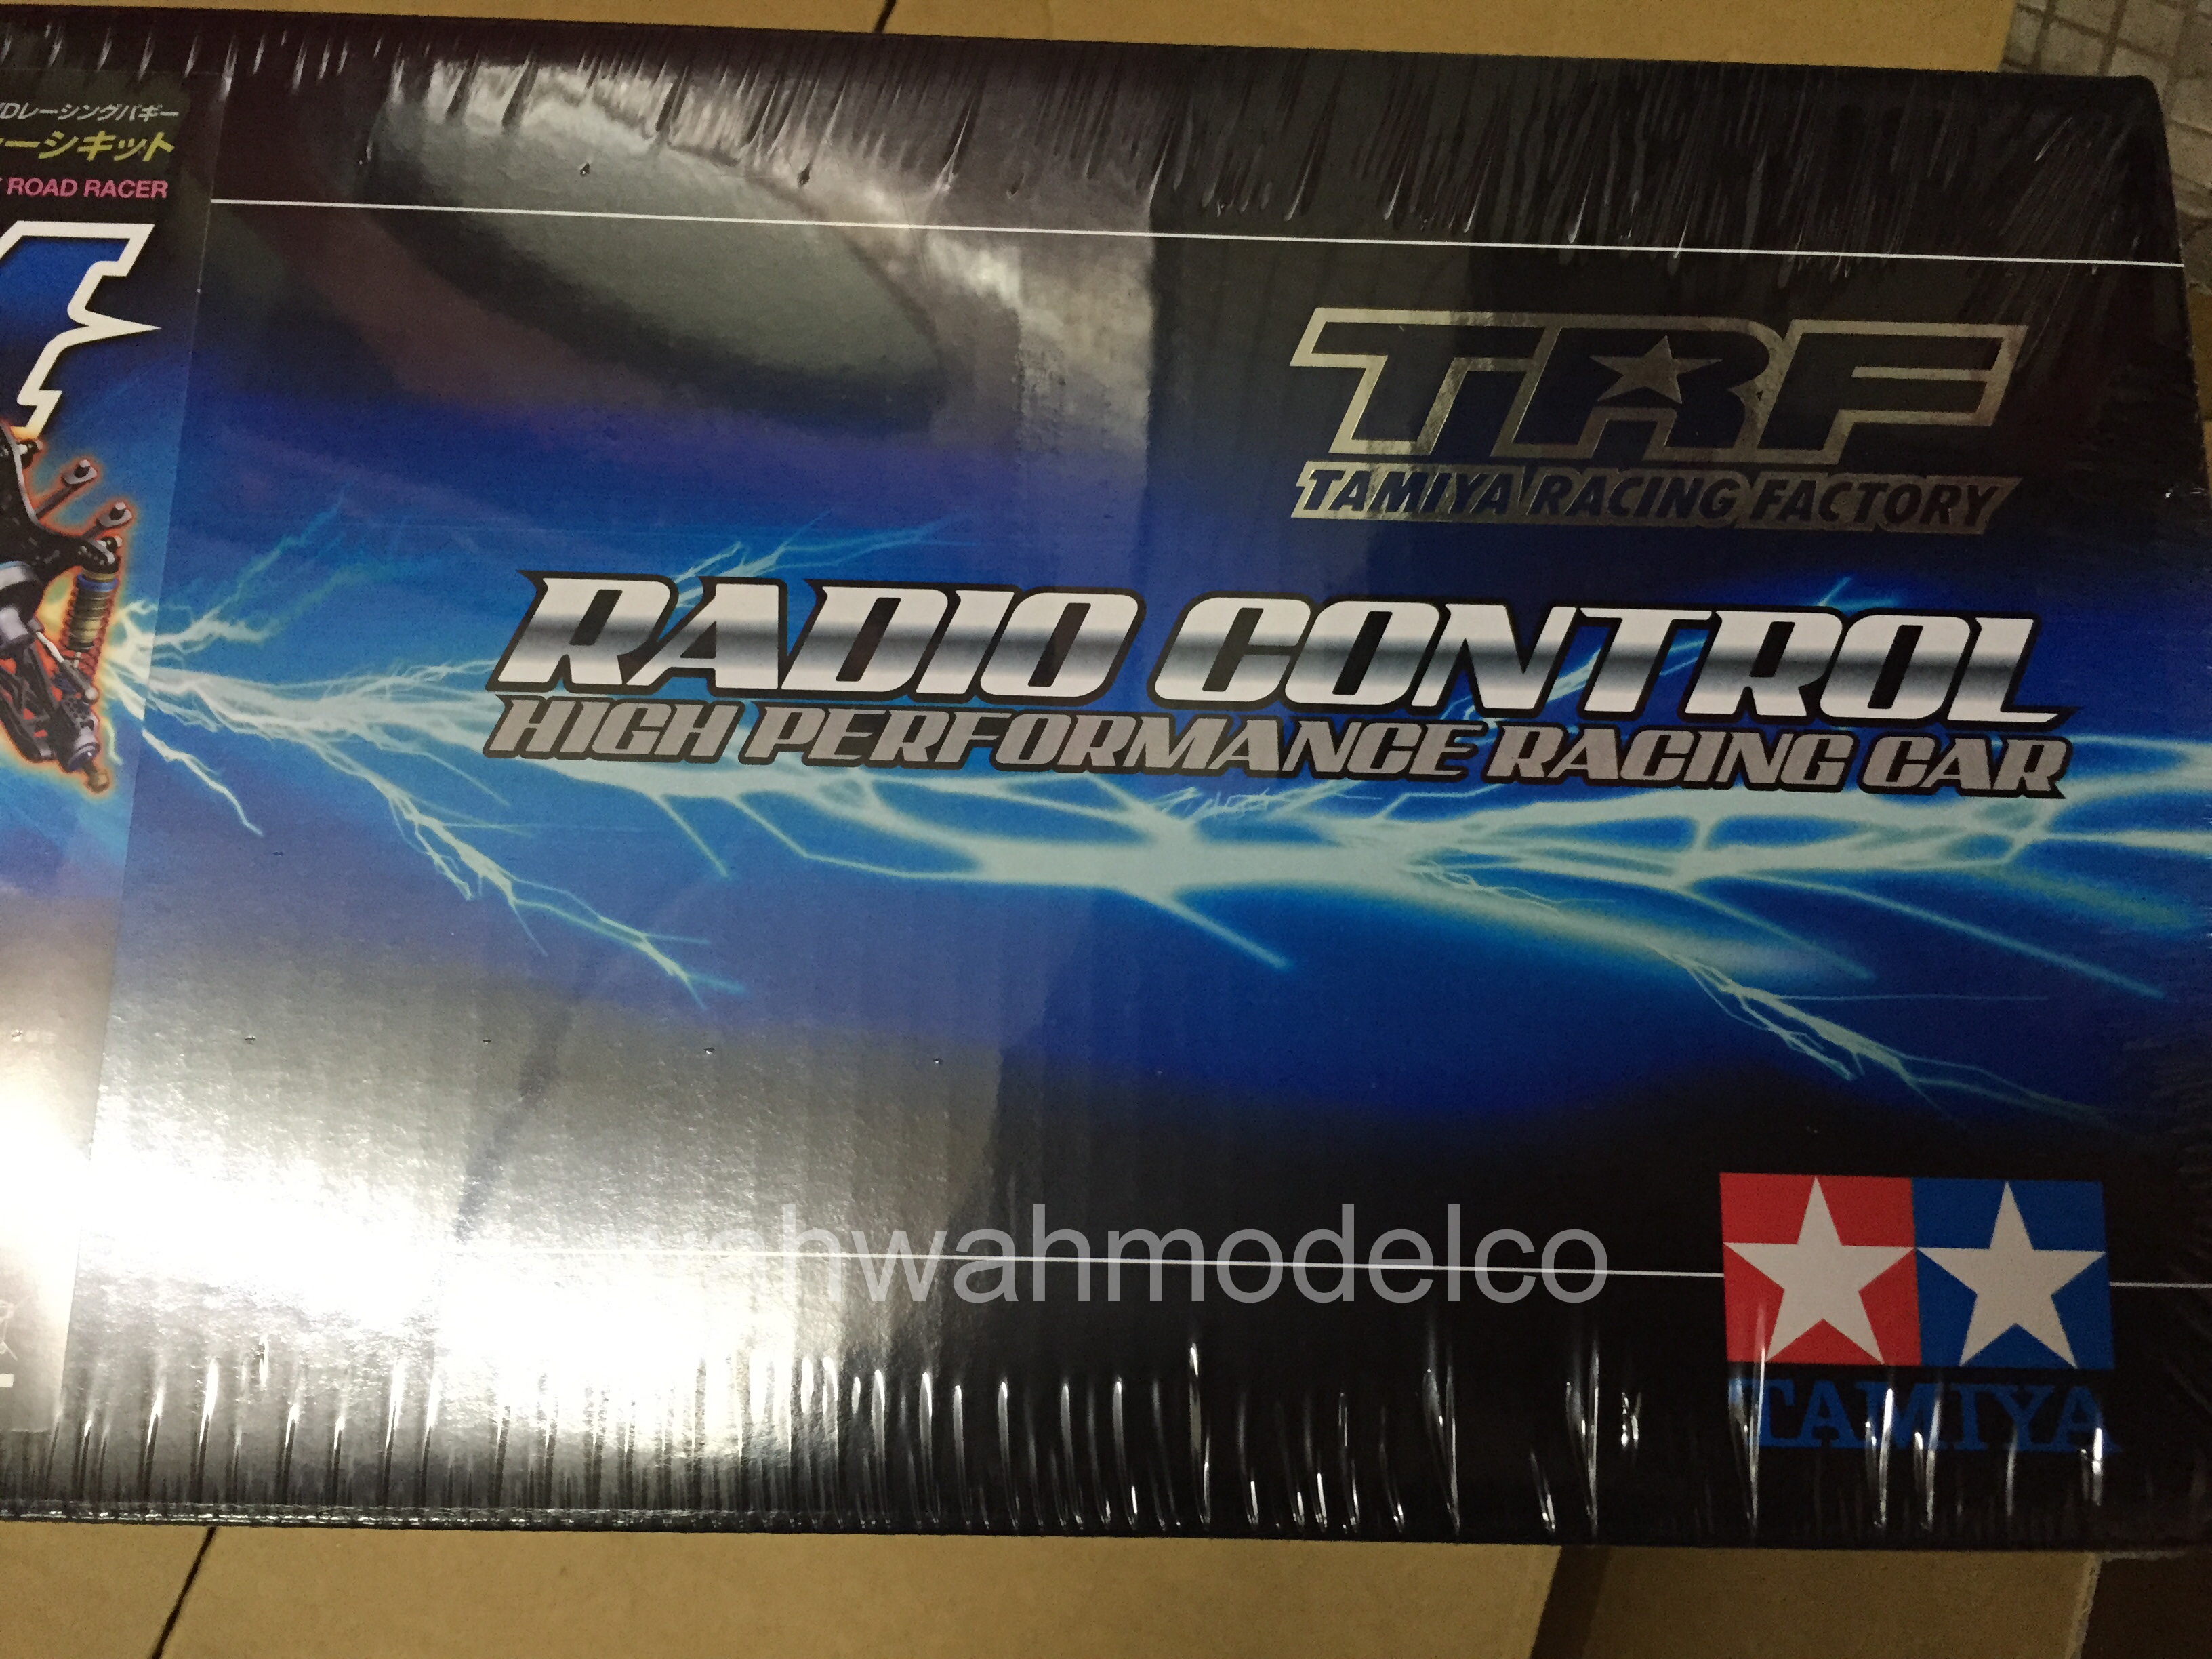 Dレーシングバギー
ーシキット
ROAD RACER
TRF
TAMIYA RACING FACTORY
RADIO CONTROL
HIGH PERFORMANCE RACING CAR
hwahmodelco
TAMIYA